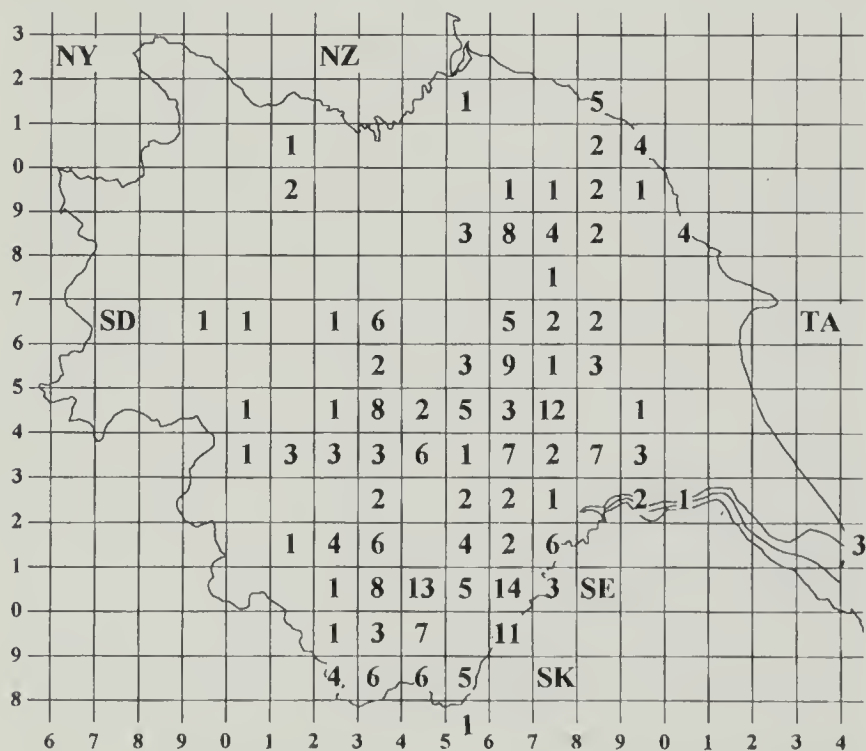 3
NY NZ
2
1 5
1
1 2 4
0
2 1 1 2 1
9
3 8 4 2 4
8
1
7
SD 1 1 1 6 5 2 2 TA
6
2 3 9 1 3
5
1 1 8 2 5 3 12 1
4
1 3 3 3 6 1 7 2 7 3
3
2 2 2 1 2 1
2
1 4 6 4 2 6 3
1
1 8 13 5 14 3 SE
0
1 3 7 11
9
4 6 6 5 SK
8
1
6 7 8 9 0 1 2 3 4 5 6 7 8 9 0 1 2 3 4